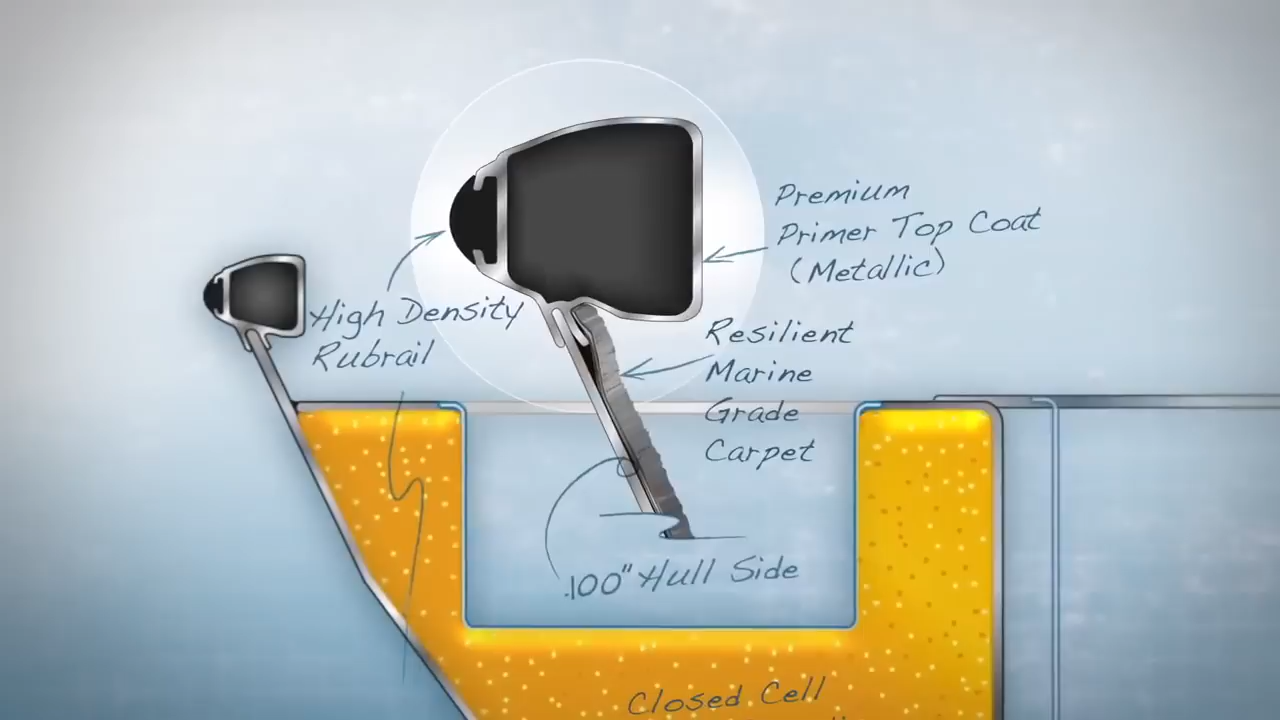 Premium
Primer Top Coat
(Metallic)
High Density
Rubrail
Resilient
Marine
Grade
Carpet
.100" Hull Side
Closed Cell